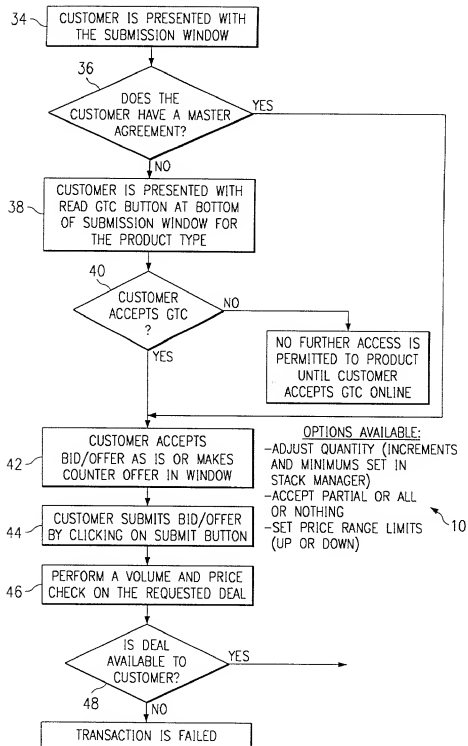 34
CUSTOMER IS PRESENTED WITH
THE SUBMISSION WINDOW
36
DOES THE
CUSTOMER HAVE A MASTER
AGREEMENT?
YES
NO
38
CUSTOMER IS PRESENTED WITH
READ GTC BUTTON AT BOTTOM
OF SUBMISSION WINDOW FOR
THE PRODUCT TYPE
40
CUSTOMER
ACCEPTS GTC
?
NO
YES
NO FURTHER ACCESS IS
PERMITTED TO PRODUCT
UNTIL CUSTOMER
ACCEPTS GTC ONLINE
42
CUSTOMER ACCEPTS
BID/OFFER AS IS OR MAKES
COUNTER OFFER IN WINDOW
OPTIONS AVAILABLE:
-ADJUST QUANTITY (INCREMENTS
AND MINIMUMS SET IN
STACK MANAGER)
-ACCEPT PARTIAL OR ALL
OR NOTHING
-SET PRICE RANGE LIMITS
(UP OR DOWN)
10
44
CUSTOMER SUBMITS BID/OFFER
BY CLICKING ON SUBMIT BUTTON
46
PERFORM A VOLUME AND PRICE
CHECK ON THE REQUESTED DEAL
IS DEAL
AVAILABLE TO
CUSTOMER?
YES
48
NO
TRANSACTION IS FAILED